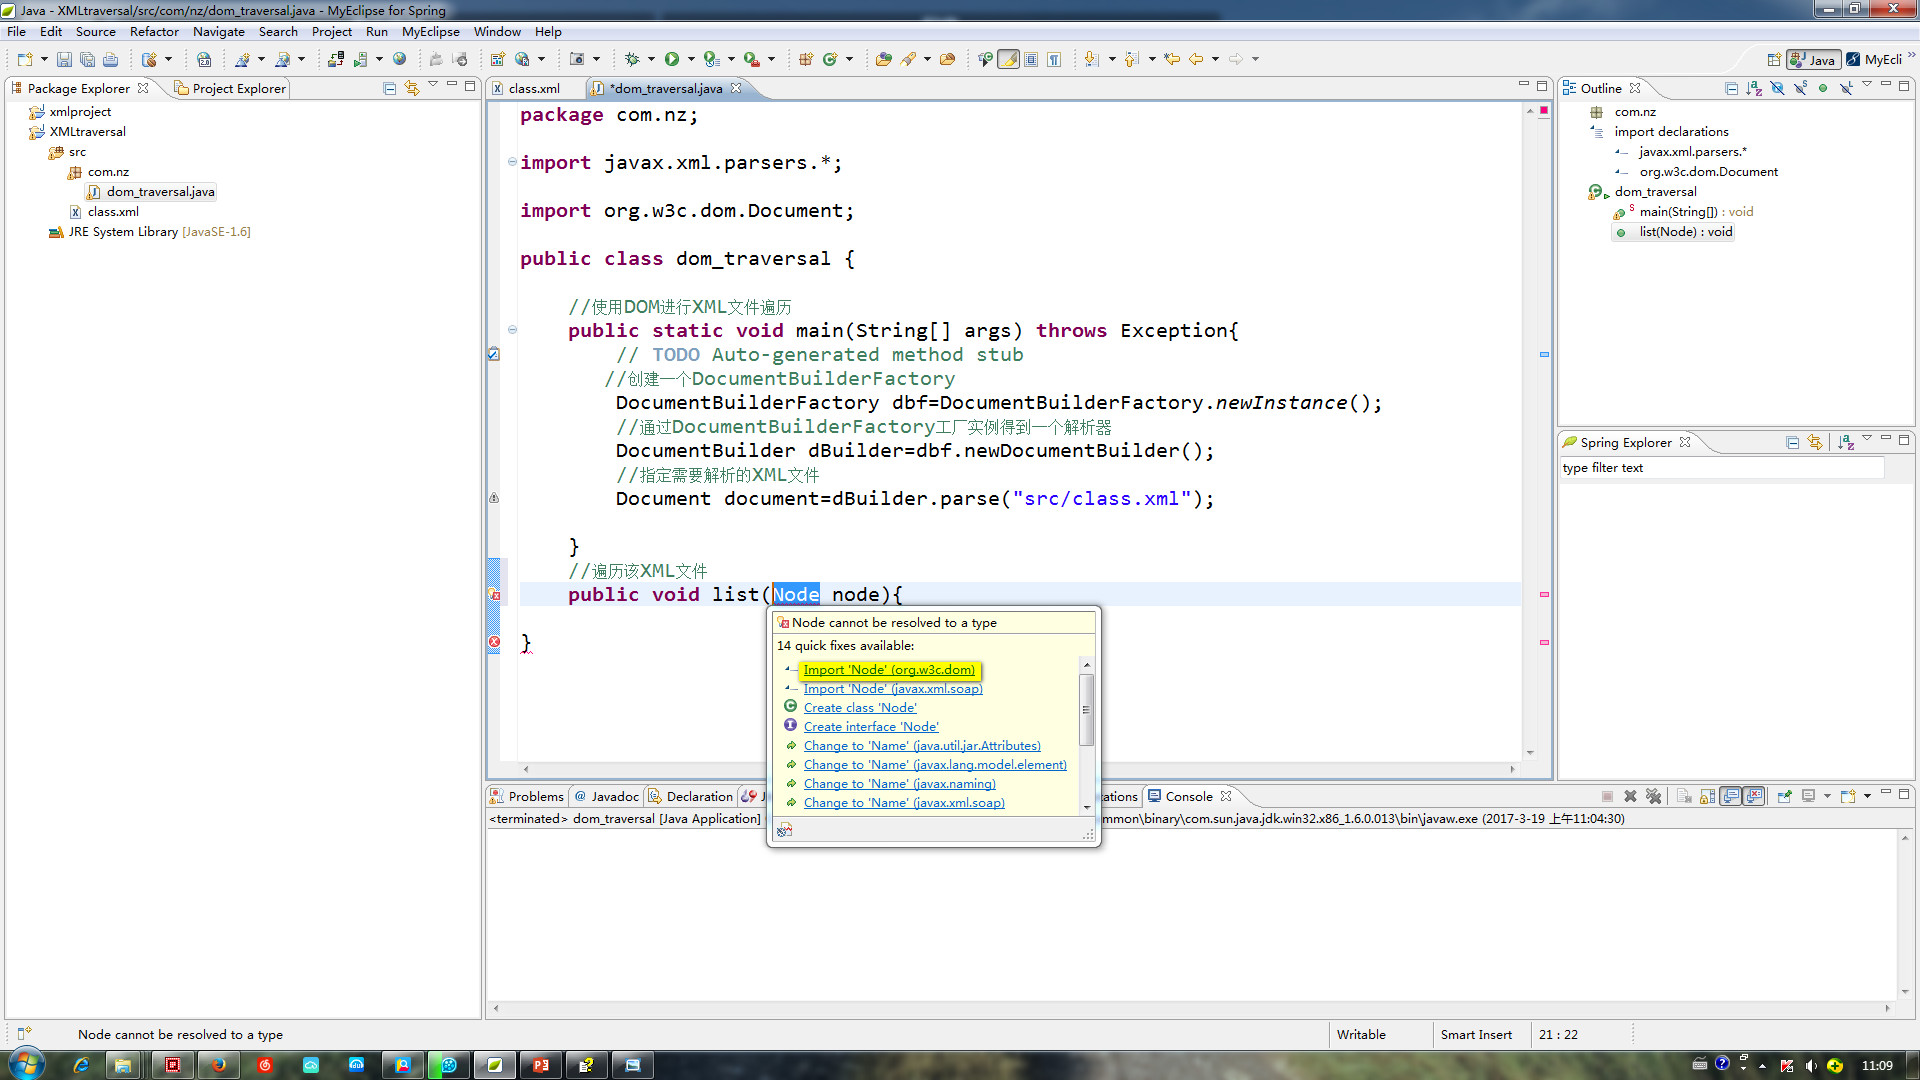 Java - XMLtraversal/src/com/nz/dom_traversal.java - MyEclipse for Spring
File Edit Source Refactor Navigate Search Project Run MyEclipse Window Help
Java
MyEcli
Package Explorer
Project Explorer
xmlproject
XMLtraversal
src
com.nz
dom_traversal.java
class.xml
JRE System Library [JavaSE-1.6]
class.xml
*dom_traversal.java
package com.nz;
import javax.xml.parsers.*;
import org.w3c.dom.Document;
public class dom_traversal {
//使用DOM进行XML文件遍历
public static void main(String[] args) throws Exception{
// TODO Auto-generated method stub
//创建一个DocumentBuilderFactory
DocumentBuilderFactory dbf=DocumentBuilderFactory.newInstance();
//通过DocumentBuilderFactory工厂实例得到一个解析器
DocumentBuilder dBuilder=dbf.newDocumentBuilder();
//指定需要解析的XML文件
Document document=dBuilder.parse("src/class.xml");
}
//遍历该XML文件
public void list(Node node){
}
Node cannot be resolved to a type
14 quick fixes available:
Import 'Node' (org.w3c.dom)
Import 'Node' (javax.xml.soap)
Create class 'Node'
Create interface 'Node'
Change to 'Name' (java.util.jar.Attributes)
Change to 'Name' (javax.lang.model.element)
Change to 'Name' (javax.naming)
Change to 'Name' (javax.xml.soap)
Outline
com.nz
import declarations
javax.xml.parsers.*
org.w3c.dom.Document
dom_traversal
main(String[]) : void
list(Node) : void
Spring Explorer
type filter text
Problems
Javadoc
Declaration
J
ations
Console
<terminated> dom_traversal [Java Application]
mmon\binary\com.sun.java.jdk.win32.x86_1.6.0.013\bin\javaw.exe (2017-3-19 上午11:04:30)
Node cannot be resolved to a type
Writable
Smart Insert
21 : 22
11:09